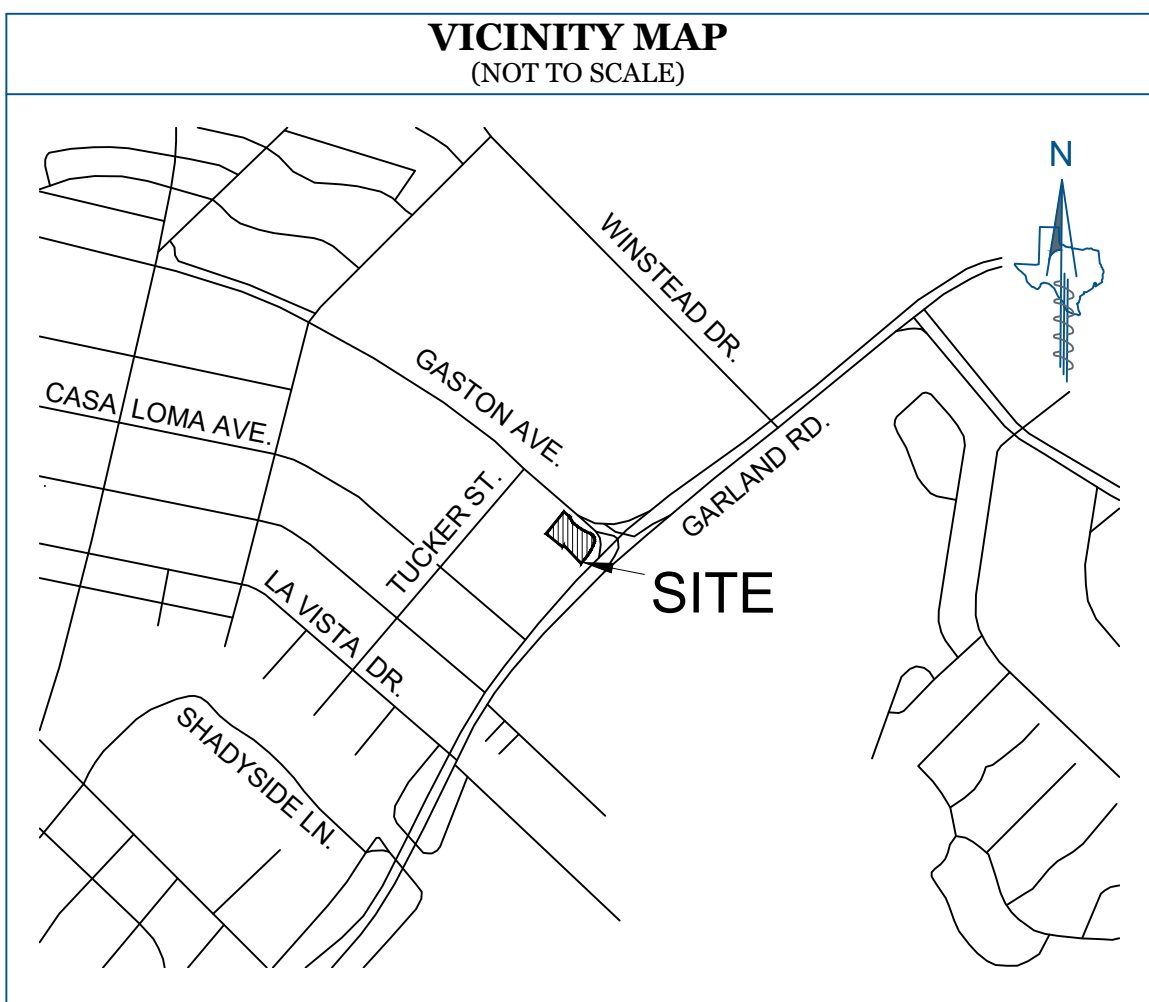 VICINITY MAP
(NOT TO SCALE)
N
WINSTEAD DR.
GASTON AVE.
CASA LOMA AVE.
GARLAND RD.
TUCKER ST.
SITE
LA VISTA DR.
SHADYSIDE LN.